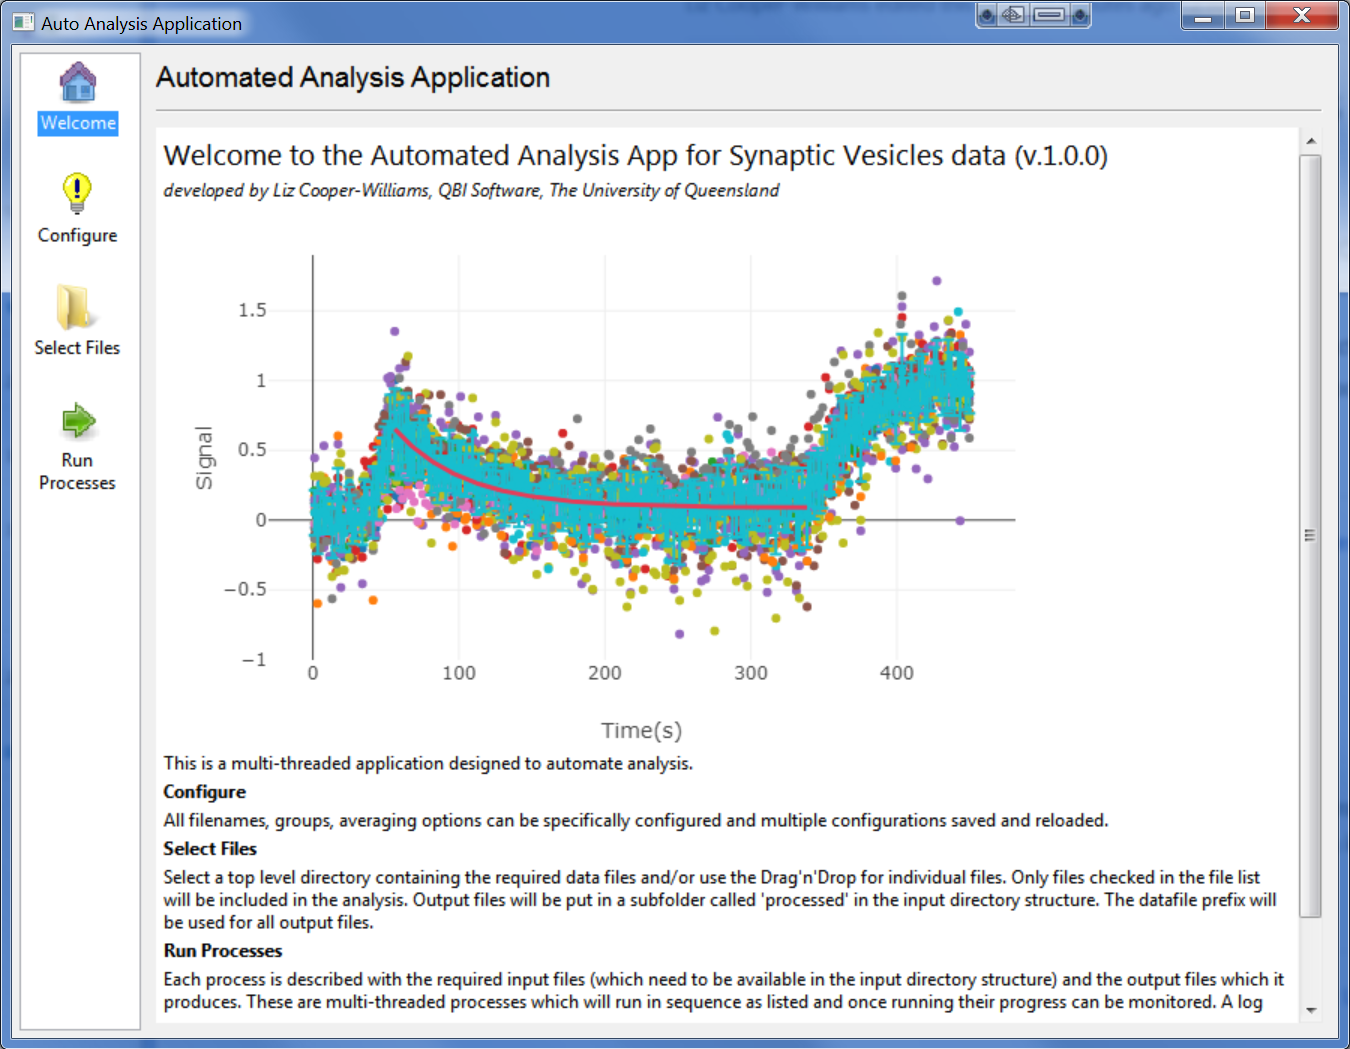 Auto Analysis Application
Welcome
Configure
Select Files
Run
Processes
Automated Analysis Application
Welcome to the Automated Analysis App for Synaptic Vesicles data (v.1.0.0)
developed by Liz Cooper-Williams, QBI Software, The University of Queensland
1.5
1
0.5
0
−0.5
−1
Signal
0 100 200 300 400
Time(s)
This is a multi-threaded application designed to automate analysis.
Configure
All filenames, groups, averaging options can be specifically configured and multiple configurations saved and reloaded.
Select Files
Select a top level directory containing the required data files and/or use the Drag'n'Drop for individual files. Only files checked in the file list
will be included in the analysis. Output files will be put in a subfolder called 'processed' in the input directory structure. The datafile prefix will
be used for all output files.
Run Processes
Each process is described with the required input files (which need to be available in the input directory structure) and the output files which it
produces. These are multi-threaded processes which will run in sequence as listed and once running their progress can be monitored. A log